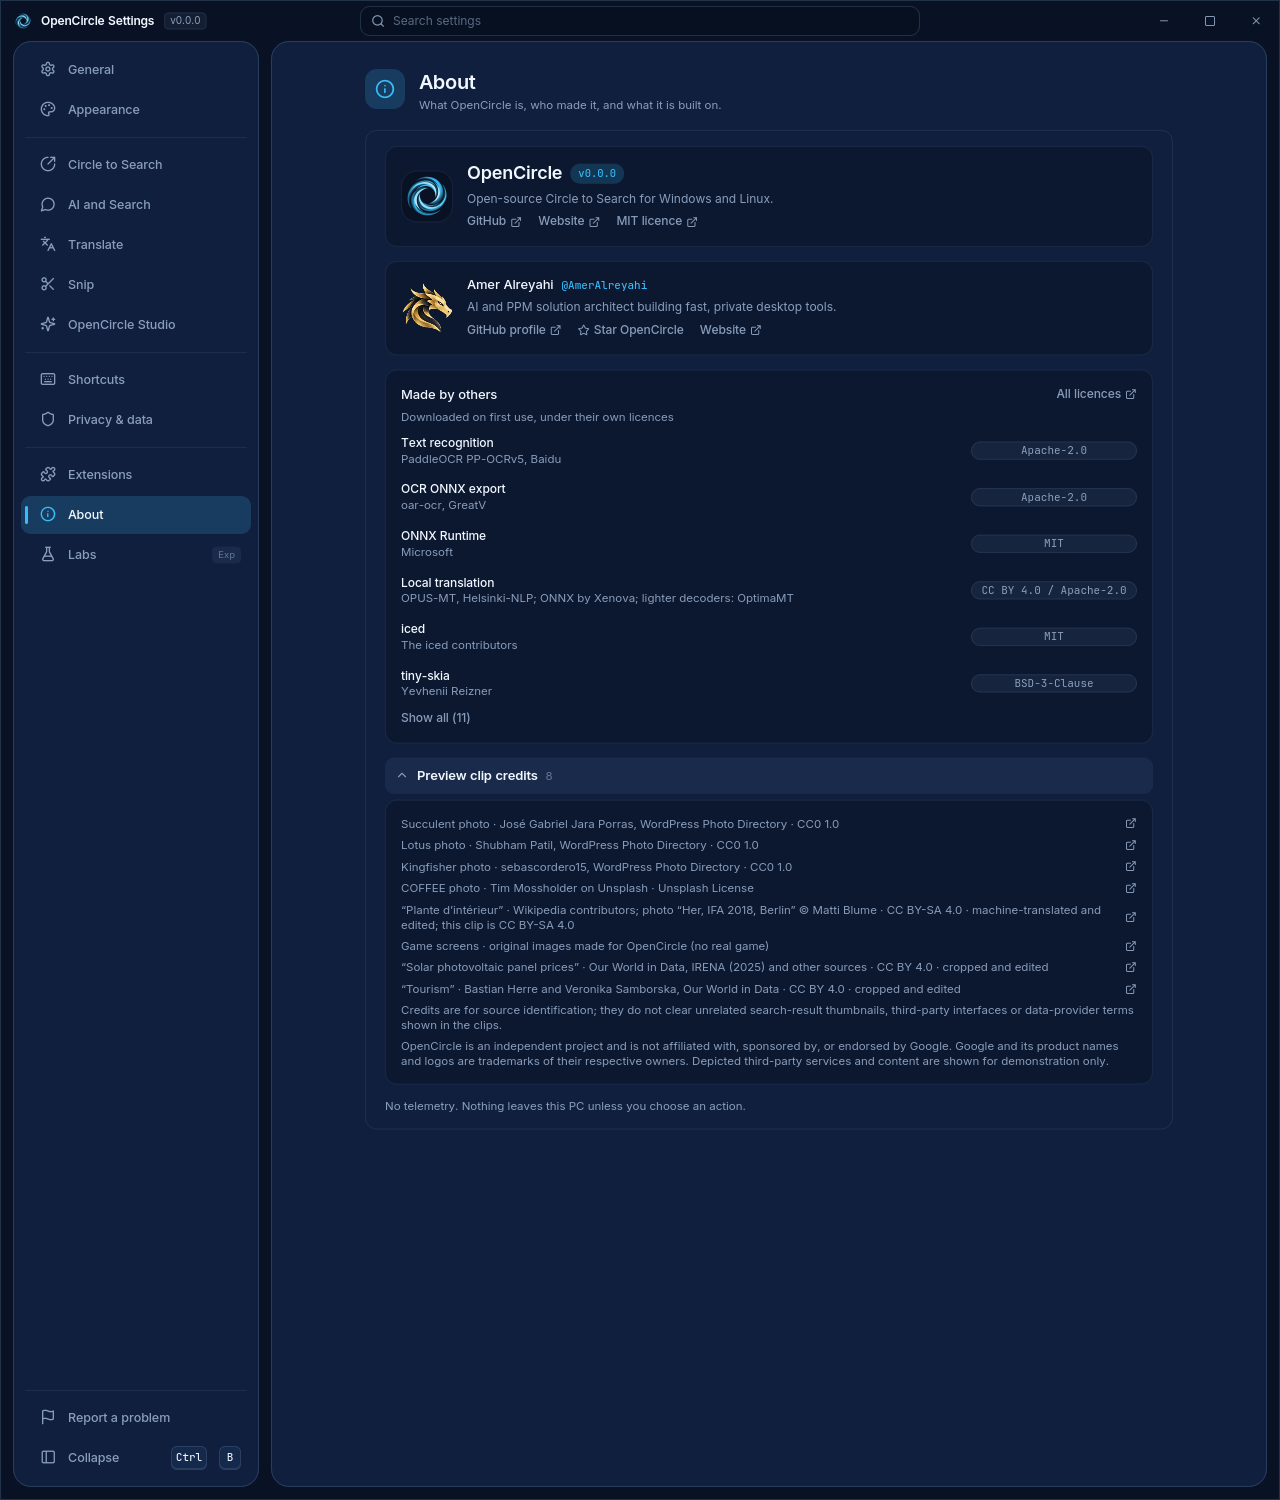 OpenCircle Settings v0.0.0
Search settings
General
Appearance
Circle to Search
AI and Search
Translate
Snip
OpenCircle Studio
Shortcuts
Privacy & data
Extensions
About
Labs Exp
Report a problem
Collapse Ctrl B
About
What OpenCircle is, who made it, and what it is built on.
OpenCircle v0.0.0
Open-source Circle to Search for Windows and Linux.
GitHub Website MIT licence
Amer Alreyahi @AmerAlreyahi
AI and PPM solution architect building fast, private desktop tools.
GitHub profile Star OpenCircle Website
Made by others All licences
Downloaded on first use, under their own licences
Text recognition
PaddleOCR PP-OCRv5, Baidu
Apache-2.0
OCR ONNX export
oar-ocr, GreatV
Apache-2.0
ONNX Runtime
Microsoft
MIT
Local translation
OPUS-MT, Helsinki-NLP; ONNX by Xenova; lighter decoders: OptimaMT
CC BY 4.0 / Apache-2.0
iced
The iced contributors
MIT
tiny-skia
Yevhenii Reizner
BSD-3-Clause
Show all (11)
Preview clip credits 8
Succulent photo · José Gabriel Jara Porras, WordPress Photo Directory · CC0 1.0
Lotus photo · Shubham Patil, WordPress Photo Directory · CC0 1.0
Kingfisher photo · sebascordero15, WordPress Photo Directory · CC0 1.0
COFFEE photo · Tim Mossholder on Unsplash · Unsplash License
“Plante d’intérieur” · Wikipedia contributors; photo “Her, IFA 2018, Berlin” © Matti Blume · CC BY-SA 4.0 · machine-translated and
edited; this clip is CC BY-SA 4.0
Game screens · original images made for OpenCircle (no real game)
“Solar photovoltaic panel prices” · Our World in Data, IRENA (2025) and other sources · CC BY 4.0 · cropped and edited
“Tourism” · Bastian Herre and Veronika Samborska, Our World in Data · CC BY 4.0 · cropped and edited
Credits are for source identification; they do not clear unrelated search-result thumbnails, third-party interfaces or data-provider terms
shown in the clips.
OpenCircle is an independent project and is not affiliated with, sponsored by, or endorsed by Google. Google and its product names
and logos are trademarks of their respective owners. Depicted third-party services and content are shown for demonstration only.
No telemetry. Nothing leaves this PC unless you choose an action.